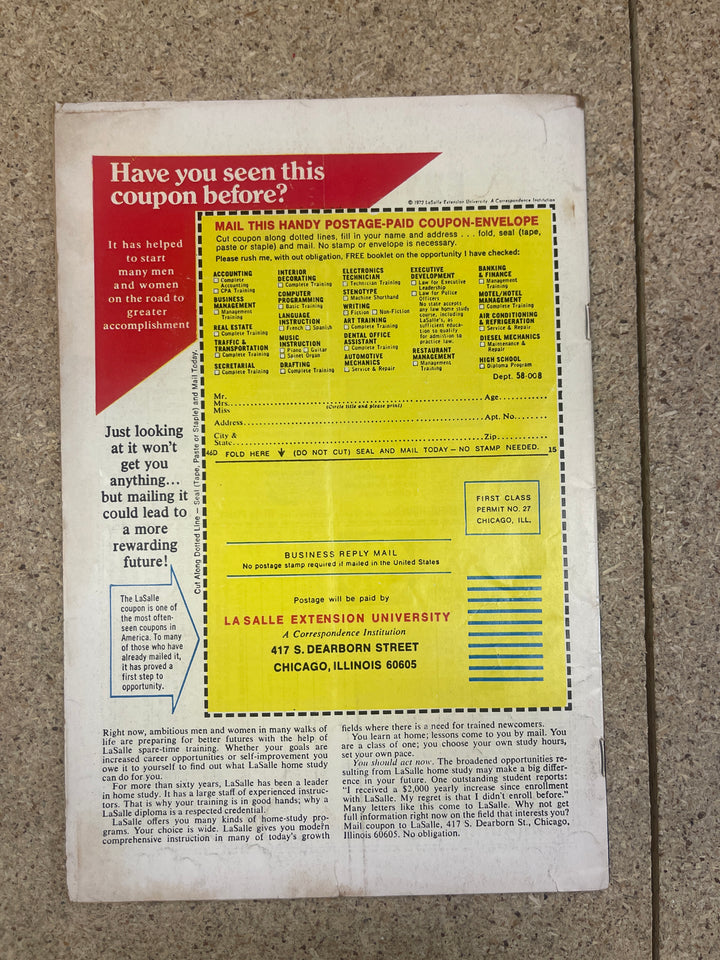 Have you seen this
coupon before?
© 1972 LaSalle Extension University A Correspondence Institution
It has helped
to start
many men
and women
on the road to
greater
accomplishment
MAIL THIS HANDY POSTAGE-PAID COUPON-ENVELOPE
Cut coupon along dotted lines, fill in your name and address . . . fold, seal (tape,
paste or staple) and mail. No stamp or envelope is necessary.
Please rush me, with out obligation, FREE booklet on the opportunity I have checked:
ACCOUNTING
☐ Complete
Accounting
☐ CPA Training
BUSINESS
MANAGEMENT
☐ Management
Training
REAL ESTATE
☐ Complete Training
TRAFFIC &
TRANSPORTATION
☐ Complete Training
SECRETARIAL
☐ Complete Training
INTERIOR
DECORATING
☐ Complete Training
COMPUTER
PROGRAMMING
☐ Basic Training
LANGUAGE
INSTRUCTION
☐ French ☐ Spanish
MUSIC
INSTRUCTION
☐ Piano ☐ Guitar
☐ Spinet Organ
DRAFTING
☐ Complete Training
ELECTRONICS
TECHNICIAN
☐ Technician Training
STENOTYPE
☐ Machine Shorthand
WRITING
☐ Fiction ☐ Non-Fiction
ART TRAINING
☐ Complete Training
DENTAL OFFICE
ASSISTANT
☐ Complete Training
AUTOMOTIVE
MECHANICS
☐ Service & Repair
EXECUTIVE
DEVELOPMENT
☐ Law for Executive
Leadership
☐ Law for Police
Officers
No state accepts
any law home study
course, including
LaSalle's, as
sufficient educa-
tion to qualify
for admission to
practice law.
RESTAURANT
MANAGEMENT
☐ Management
Training
BANKING
& FINANCE
☐ Management
Training
MOTEL/HOTEL
MANAGEMENT
☐ Complete Training
AIR CONDITIONING
& REFRIGERATION
☐ Service & Repair
DIESEL MECHANICS
☐ Maintenance &
Repair
HIGH SCHOOL
☐ Diploma Program
Dept. 58-008
Mr.
Mrs. Age
Miss (Circle title and please print)
Address Apt. No.
City &
State Zip
46D FOLD HERE ↓ (DO NOT CUT) SEAL AND MAIL TODAY – NO STAMP NEEDED. 15
Cut Along Dotted Line – Seal (Tape, Paste or Staple) and Mail Today.
Just looking
at it won't
get you
anything...
but mailing it
could lead to
a more
rewarding
future!
The LaSalle
coupon is one of
the most often-
seen coupons in
America. To many
of those who have
already mailed it,
it has proved a
first step to
opportunity.
FIRST CLASS
PERMIT NO. 27
CHICAGO, ILL.
BUSINESS REPLY MAIL
No postage stamp required if mailed in the United States
Postage will be paid by
LA SALLE EXTENSION UNIVERSITY
A Correspondence Institution
417 S. DEARBORN STREET
CHICAGO, ILLINOIS 60605
Right now, ambitious men and women in many walks of
life are preparing for better futures with the help of
LaSalle spare-time training. Whether your goals are
increased career opportunities or self-improvement you
owe it to yourself to find out what LaSalle home study
can do for you.
For more than sixty years, LaSalle has been a leader
in home study. It has a large staff of experienced instruc-
tors. That is why your training is in good hands; why a
LaSalle diploma is a respected credential.
LaSalle offers you many kinds of home-study pro-
grams. Your choice is wide. LaSalle gives you modern
comprehensive instruction in many of today's growth
fields where there is a need for trained newcomers.
You learn at home; lessons come to you by mail. You
are a class of one; you choose your own study hours,
set your own pace.
You should act now. The broadened opportunities re-
sulting from LaSalle home study may make a big differ-
ence in your future. One outstanding student reports:
"I received a $2,000 yearly increase since enrollment
with LaSalle. My regret is that I didn't enroll before."
Many letters like this come to LaSalle. Why not get
full information right now on the field that interests you?
Mail coupon to LaSalle, 417 S. Dearborn St., Chicago,
Illinois 60605. No obligation.